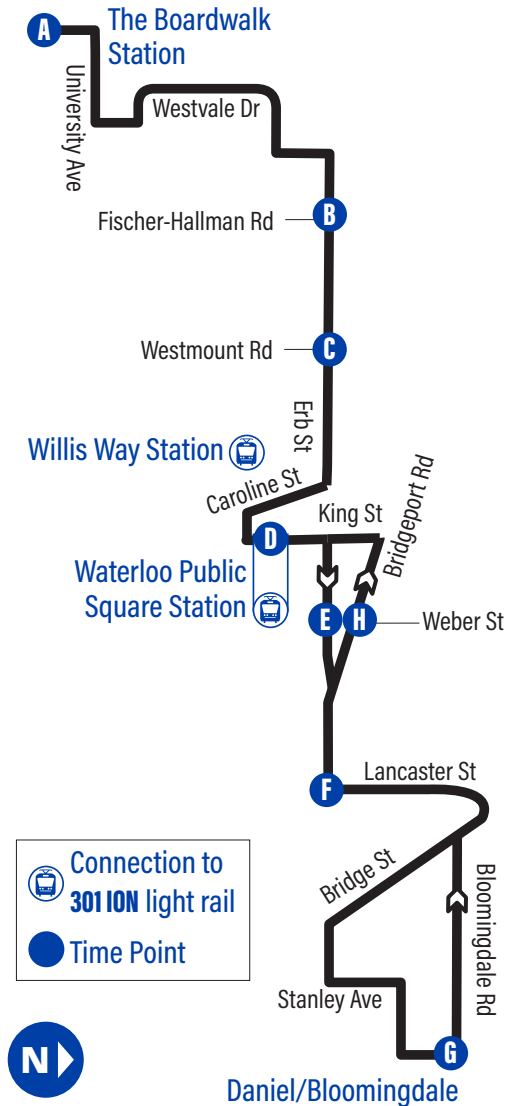 A
The Boardwalk
Station
University Ave
Westvale Dr
B
Fischer-Hallman Rd
C
Westmount Rd
Erb St
Willis Way Station
Caroline St
King St
Bridgeport Rd
D
Waterloo Public
Square Station
E
H
Weber St
F
Lancaster St
Connection to
301 ION light rail
Time Point
Bridge St
Bloomingdale Rd
Stanley Ave
G
N
Daniel/Bloomingdale